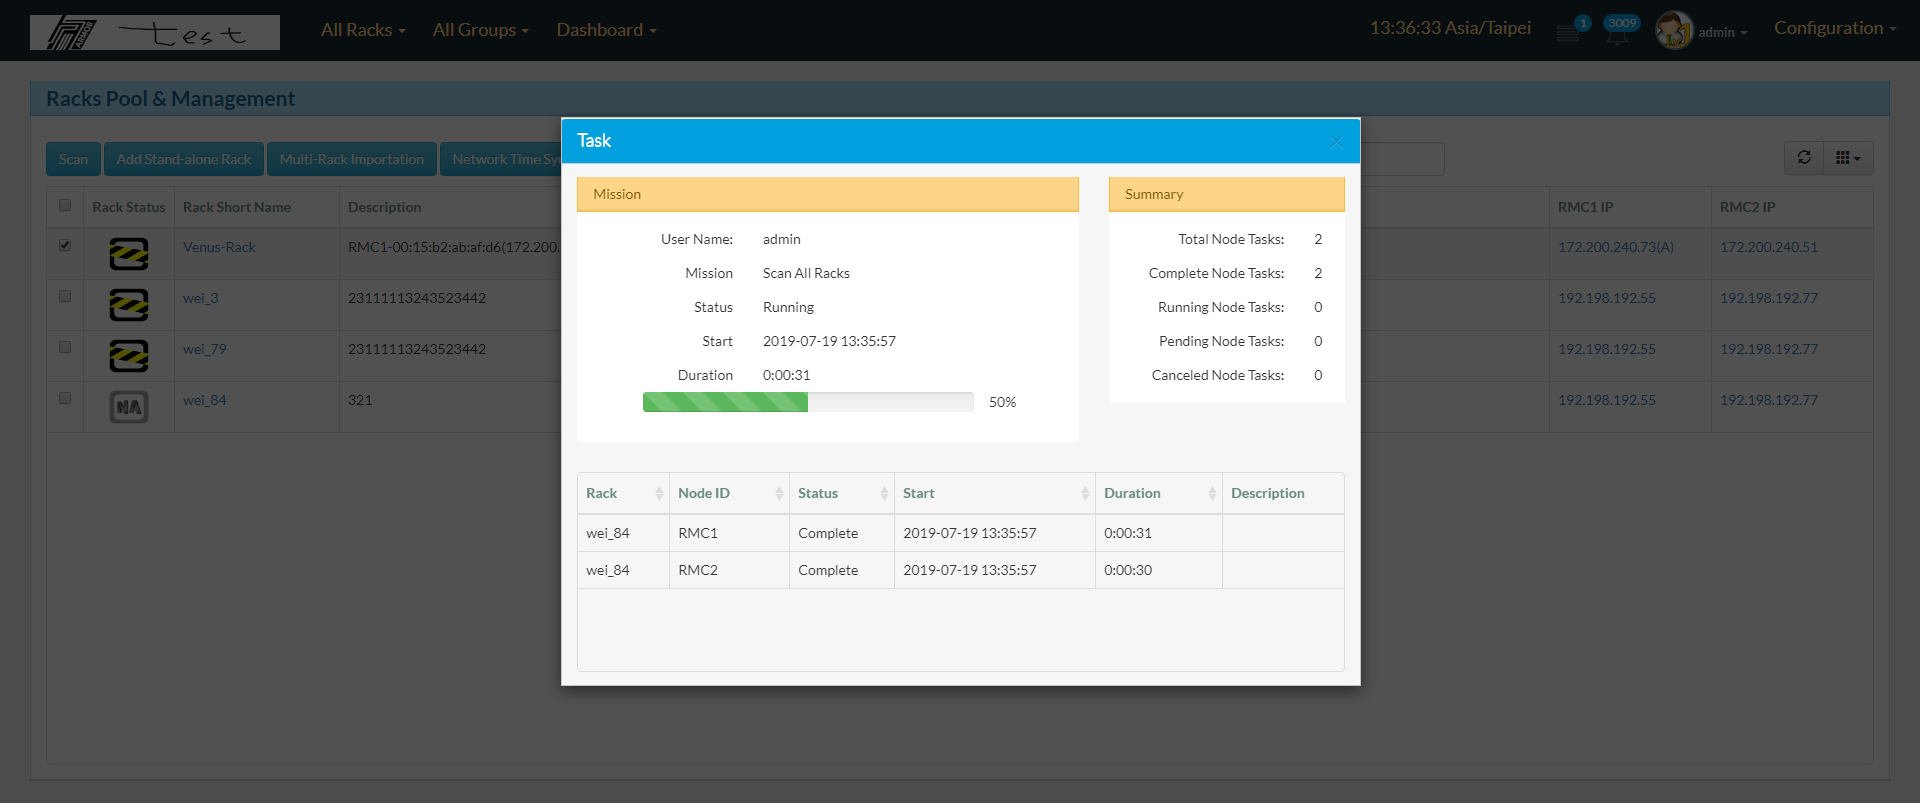 ARMOR test All Racks All Groups Dashboard 13:36:33 Asia/Taipei 1 3009 admin Configuration
Racks Pool & Management
Scan Add Stand-alone Rack Multi-Rack Importation Network Time Sy
Rack Status Rack Short Name Description RMC1 IP RMC2 IP
Venus-Rack RMC1-00:15:b2:ab:af:d6(172.200. 172.200.240.73(A) 172.200.240.51
wei_3 23111113243523442 192.198.192.55 192.198.192.77
wei_79 23111113243523442 192.198.192.55 192.198.192.77
NA wei_84 321 192.198.192.55 192.198.192.77
Task
Mission
User Name: admin
Mission Scan All Racks
Status Running
Start 2019-07-19 13:35:57
Duration 0:00:31
50%
Summary
Total Node Tasks: 2
Complete Node Tasks: 2
Running Node Tasks: 0
Pending Node Tasks: 0
Canceled Node Tasks: 0
Rack Node ID Status Start Duration Description
wei_84 RMC1 Complete 2019-07-19 13:35:57 0:00:31
wei_84 RMC2 Complete 2019-07-19 13:35:57 0:00:30